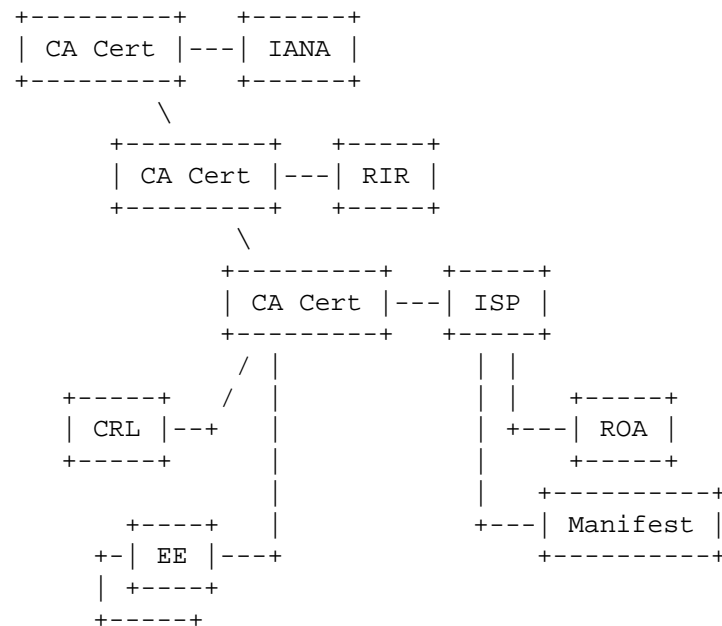 CA Cert IANA
CA Cert RIR
CA Cert ISP
CRL ROA
EE Manifest